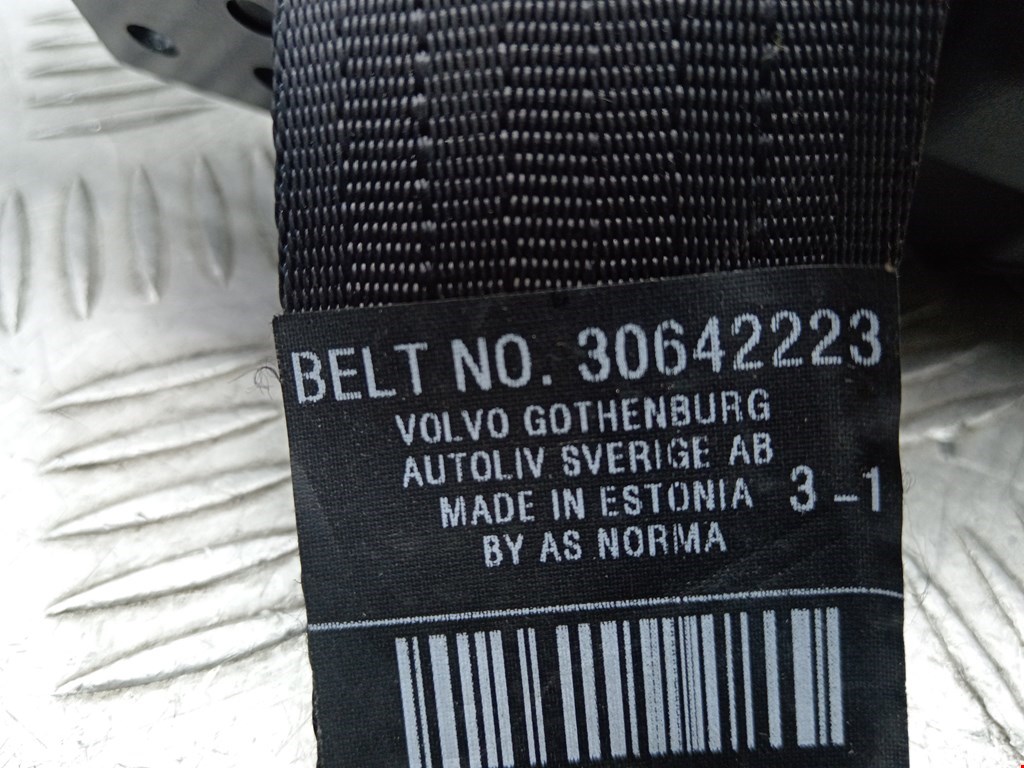 BELT NO. 30642223
VOLVO GOTHENBURG
AUTOLIV SVERIGE AB
MADE IN ESTONIA 3-1
BY AS NORMA